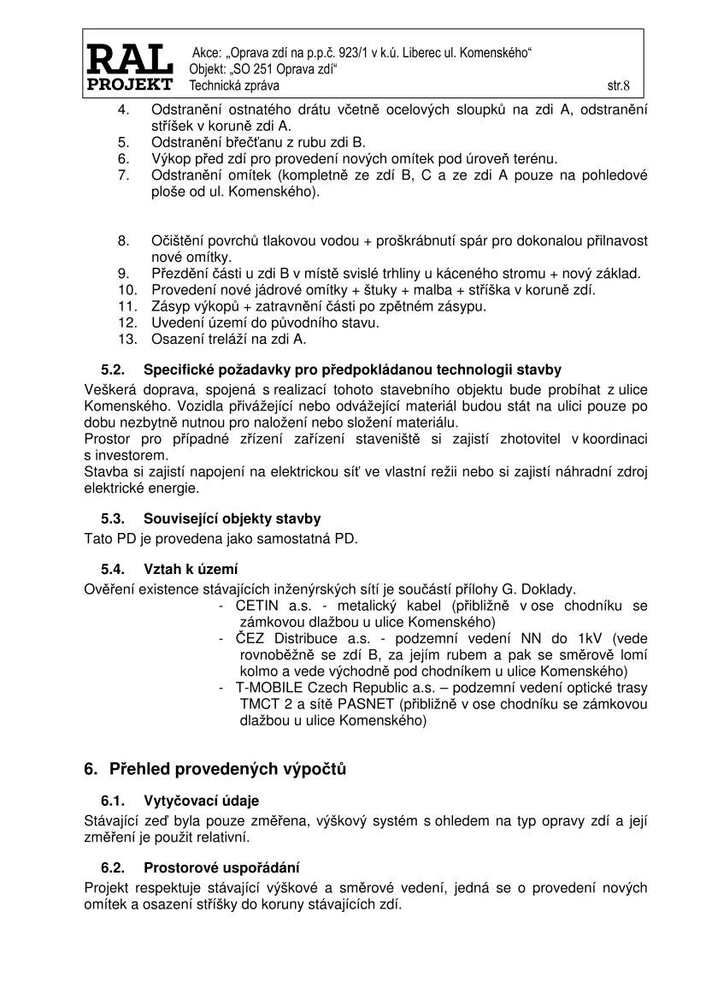 RAL
PROJEKT
Akce: „Oprava zdí na p.p.č. 923/1 v k.ú. Liberec ul. Komenského“
Objekt: „SO 251 Oprava zdí“
Technická zpráva str.8
4. Odstranění ostnatého drátu včetně ocelových sloupků na zdi A, odstranění
stříšek v koruně zdi A.
5. Odstranění břečťanu z rubu zdi B.
6. Výkop před zdí pro provedení nových omítek pod úroveň terénu.
7. Odstranění omítek (kompletně ze zdí B, C a ze zdi A pouze na pohledové
ploše od ul. Komenského).
8. Očištění povrchů tlakovou vodou + proškrábnutí spár pro dokonalou přilnavost
nové omítky.
9. Přezdění části u zdi B v místě svislé trhliny u káceného stromu + nový základ.
10. Provedení nové jádrové omítky + štuky + malba + stříška v koruně zdí.
11. Zásyp výkopů + zatravnění části po zpětném zásypu.
12. Uvedení území do původního stavu.
13. Osazení treláží na zdi A.
5.2. Specifické požadavky pro předpokládanou technologii stavby
Veškerá doprava, spojená s realizací tohoto stavebního objektu bude probíhat z ulice
Komenského. Vozidla přivážející nebo odvážející materiál budou stát na ulici pouze po
dobu nezbytně nutnou pro naložení nebo složení materiálu.
Prostor pro případné zřízení zařízení staveniště si zajistí zhotovitel v koordinaci
s investorem.
Stavba si zajistí napojení na elektrickou síť ve vlastní režii nebo si zajistí náhradní zdroj
elektrické energie.
5.3. Související objekty stavby
Tato PD je provedena jako samostatná PD.
5.4. Vztah k území
Ověření existence stávajících inženýrských sítí je součástí přílohy G. Doklady.
- CETIN a.s. - metalický kabel (přibližně v ose chodníku se
zámkovou dlažbou u ulice Komenského)
- ČEZ Distribuce a.s. - podzemní vedení NN do 1kV (vede
rovnoběžně se zdí B, za jejím rubem a pak se směrově lomí
kolmo a vede východně pod chodníkem u ulice Komenského)
- T-MOBILE Czech Republic a.s. – podzemní vedení optické trasy
TMCT 2 a sítě PASNET (přibližně v ose chodníku se zámkovou
dlažbou u ulice Komenského)
6. Přehled provedených výpočtů
6.1. Vytyčovací údaje
Stávající zeď byla pouze změřena, výškový systém s ohledem na typ opravy zdí a její
změření je použit relativní.
6.2. Prostorové uspořádání
Projekt respektuje stávající výškové a směrové vedení, jedná se o provedení nových
omítek a osazení stříšky do koruny stávajících zdí.